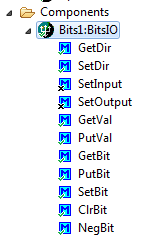 Components
Bits1:BitsIO
GetDir
SetDir
SetInput
SetOutput
GetVal
PutVal
GetBit
PutBit
SetBit
ClrBit
NegBit